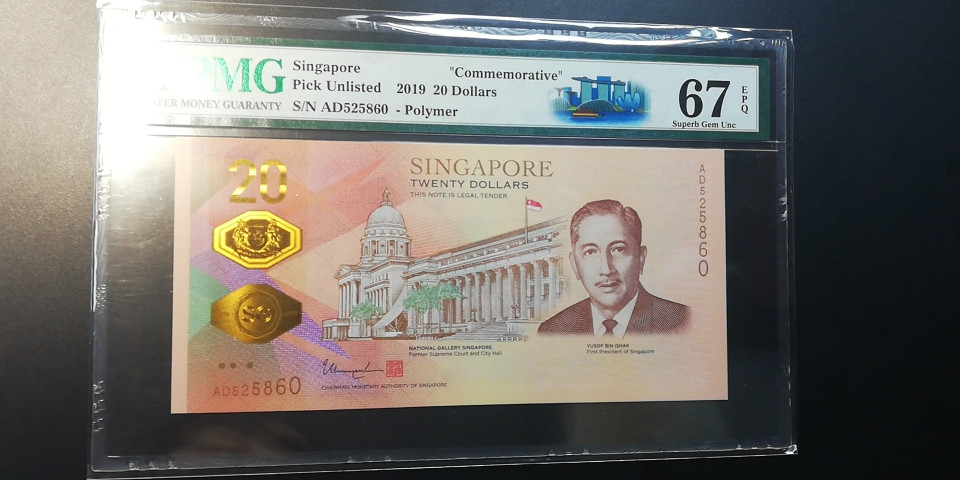 PMG
PAPER MONEY GUARANTY
Singapore "Commemorative"
Pick Unlisted 2019 20 Dollars
S/N AD525860 - Polymer
67
EPQ
Superb Gem Unc
20
SINGAPORE
TWENTY DOLLARS
THIS NOTE IS LEGAL TENDER
AD525860
NATIONAL GALLERY SINGAPORE
Former Supreme Court and City Hall
YUSOF BIN ISHAK
First President of Singapore
CHAIRMAN, MONETARY AUTHORITY OF SINGAPORE
AD525860